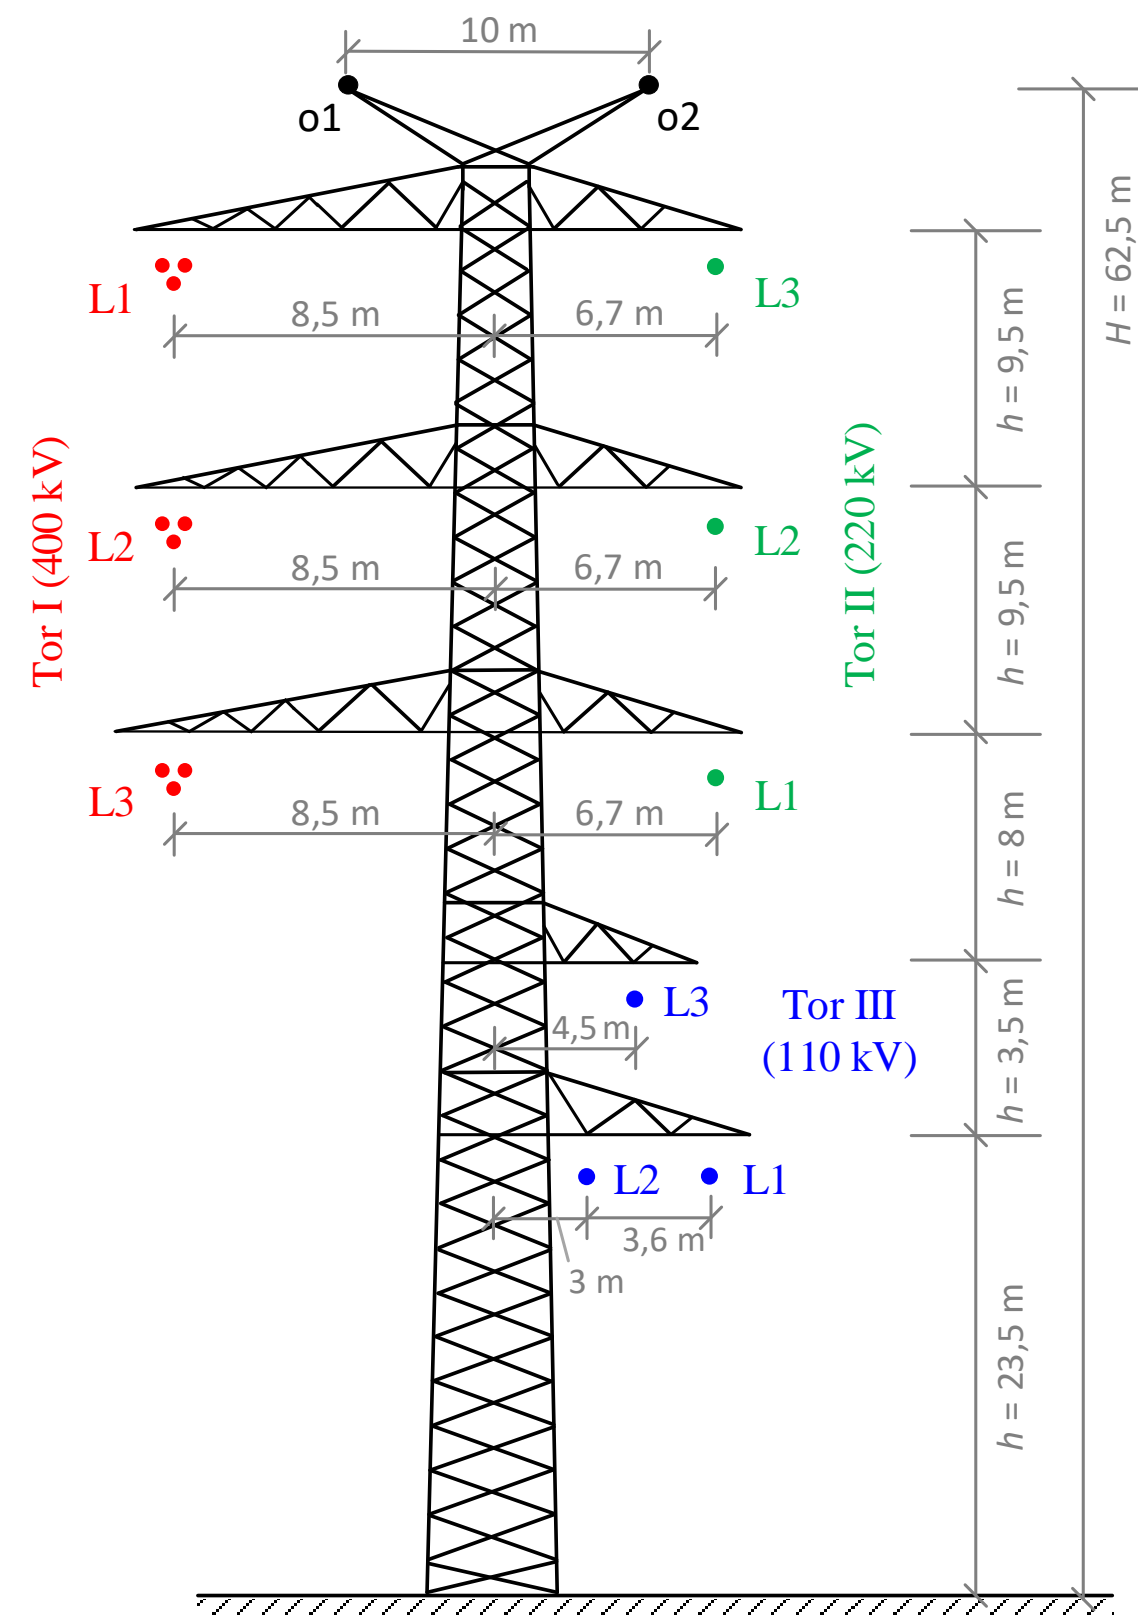 10 m
o1
o2
L1
L3
8,5 m
6,7 m
H = 62,5 m
h = 9,5 m
Tor I (400 kV)
L2
L2
Tor II (220 kV)
8,5 m
6,7 m
h = 9,5 m
L3
L1
8,5 m
6,7 m
h = 8 m
L3
Tor III
(110 kV)
4,5 m
h = 3,5 m
L2
L1
3,6 m
3 m
h = 23,5 m